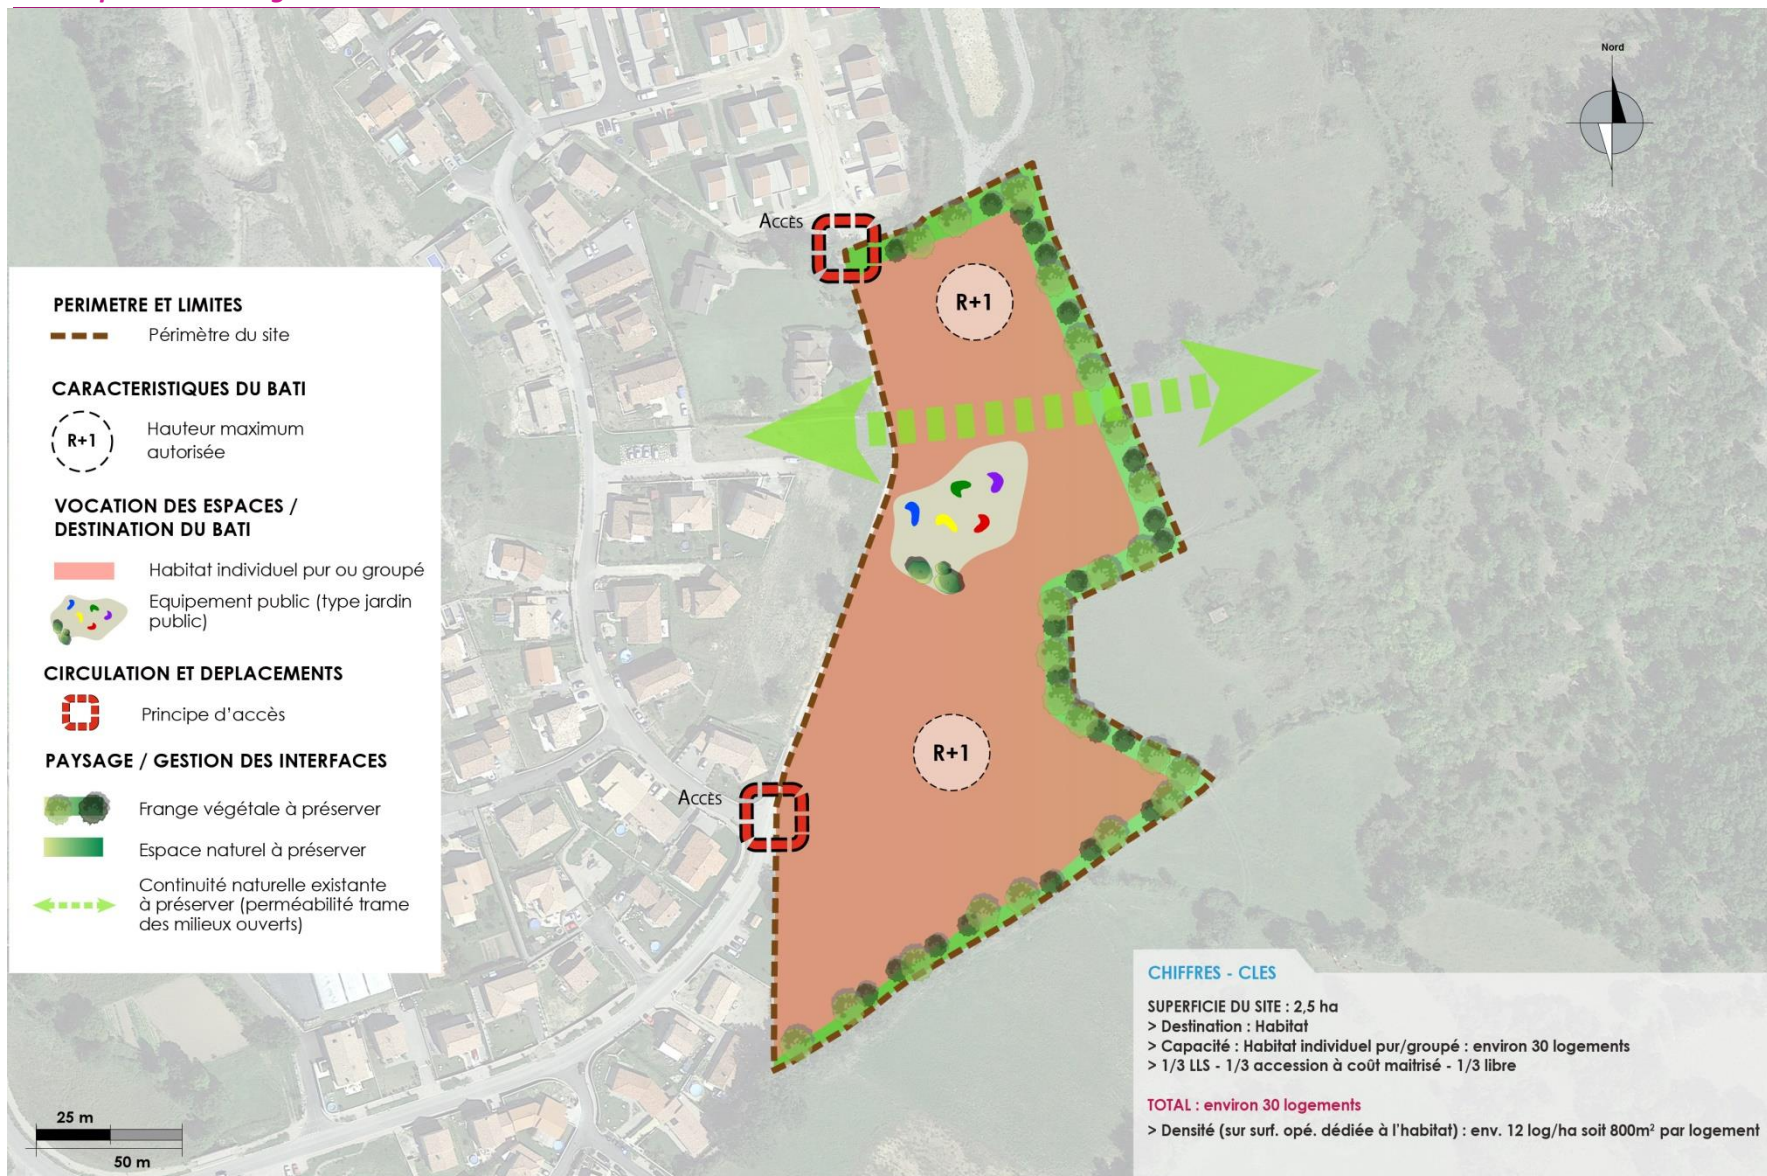 Nord
ACCÈS
R+1
PERIMETRE ET LIMITES
Périmètre du site
CARACTERISTIQUES DU BATI
R+1
Hauteur maximum
autorisée
VOCATION DES ESPACES /
DESTINATION DU BATI
Habitat individuel pur ou groupé
Equipement public (type jardin
public)
CIRCULATION ET DEPLACEMENTS
Principe d'accès
PAYSAGE / GESTION DES INTERFACES
Frange végétale à préserver
Espace naturel à préserver
Continuité naturelle existante
à préserver (perméabilité trame
des milieux ouverts)
R+1
ACCÈS
CHIFFRES - CLES
SUPERFICIE DU SITE : 2,5 ha
> Destination : Habitat
> Capacité : Habitat individuel pur/groupé : environ 30 logements
> 1/3 LLS - 1/3 accession à coût maitrisé - 1/3 libre
TOTAL : environ 30 logements
> Densité (sur surf. opé. dédiée à l'habitat) : env. 12 log/ha soit 800m² par logement
25 m
50 m